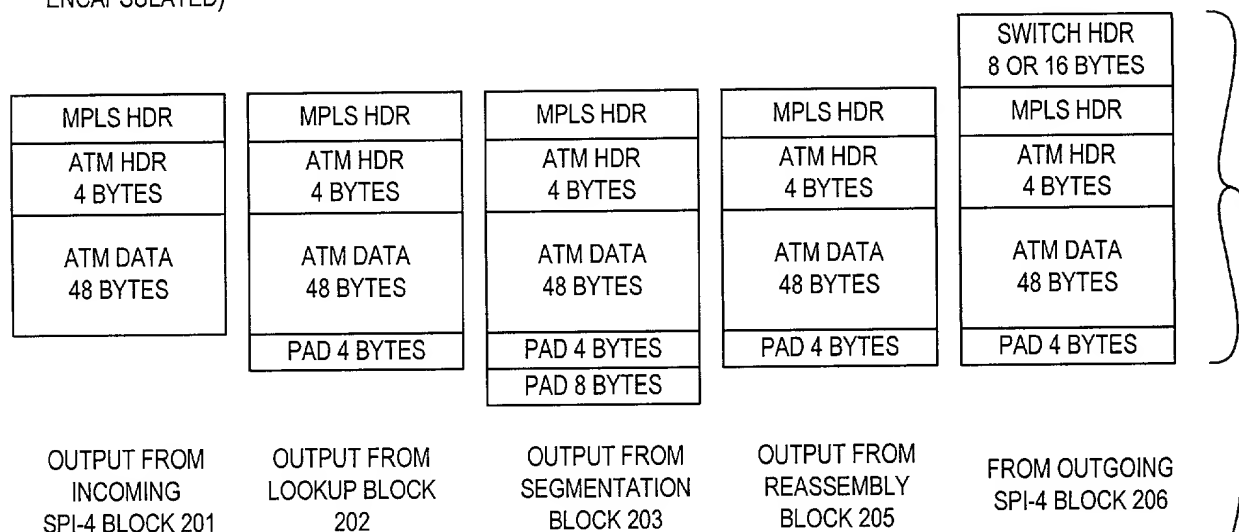 ENCAPSULATED)
MPLS HDR
ATM HDR
4 BYTES
ATM DATA
48 BYTES
OUTPUT FROM
INCOMING
SPI-4 BLOCK 201
MPLS HDR
ATM HDR
4 BYTES
ATM DATA
48 BYTES
PAD 4 BYTES
OUTPUT FROM
LOOKUP BLOCK
202
MPLS HDR
ATM HDR
4 BYTES
ATM DATA
48 BYTES
PAD 4 BYTES
PAD 8 BYTES
OUTPUT FROM
SEGMENTATION
BLOCK 203
MPLS HDR
ATM HDR
4 BYTES
ATM DATA
48 BYTES
PAD 4 BYTES
OUTPUT FROM
REASSEMBLY
BLOCK 205
SWITCH HDR
8 OR 16 BYTES
MPLS HDR
ATM HDR
4 BYTES
ATM DATA
48 BYTES
PAD 4 BYTES
FROM OUTGOING
SPI-4 BLOCK 206